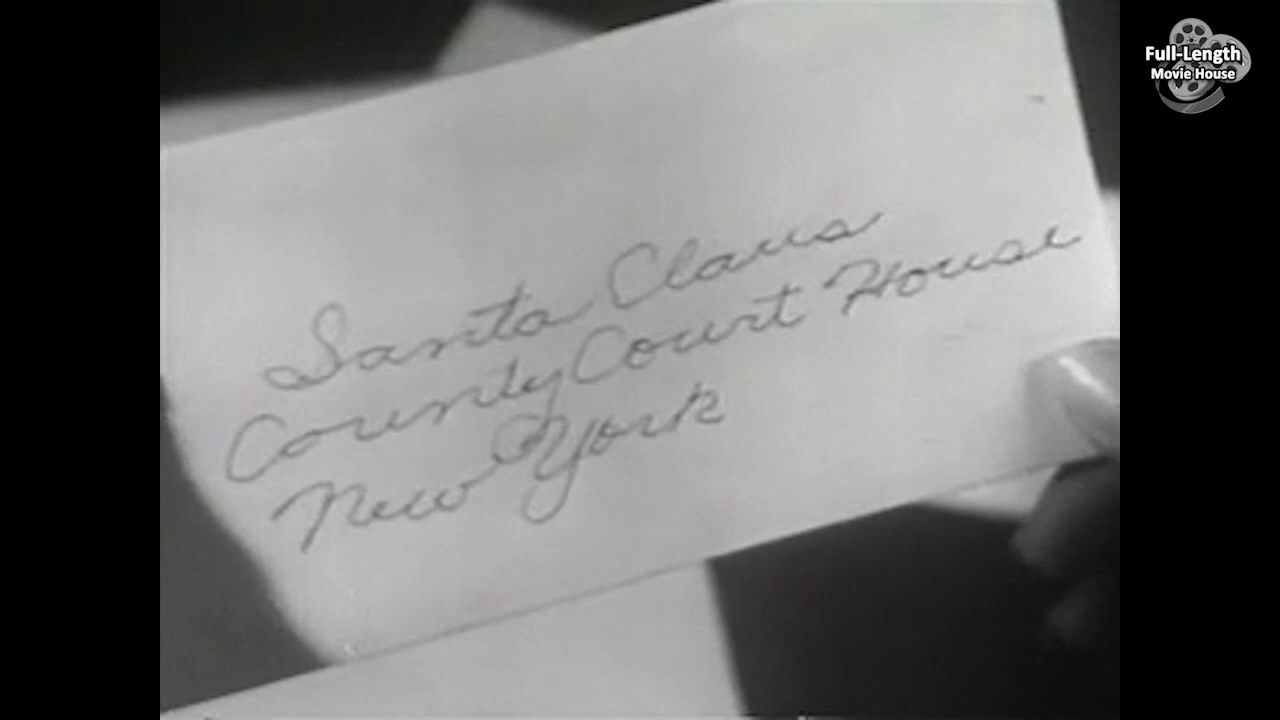 Full-Length
Movie House
Santa Claus
County Court House
New York